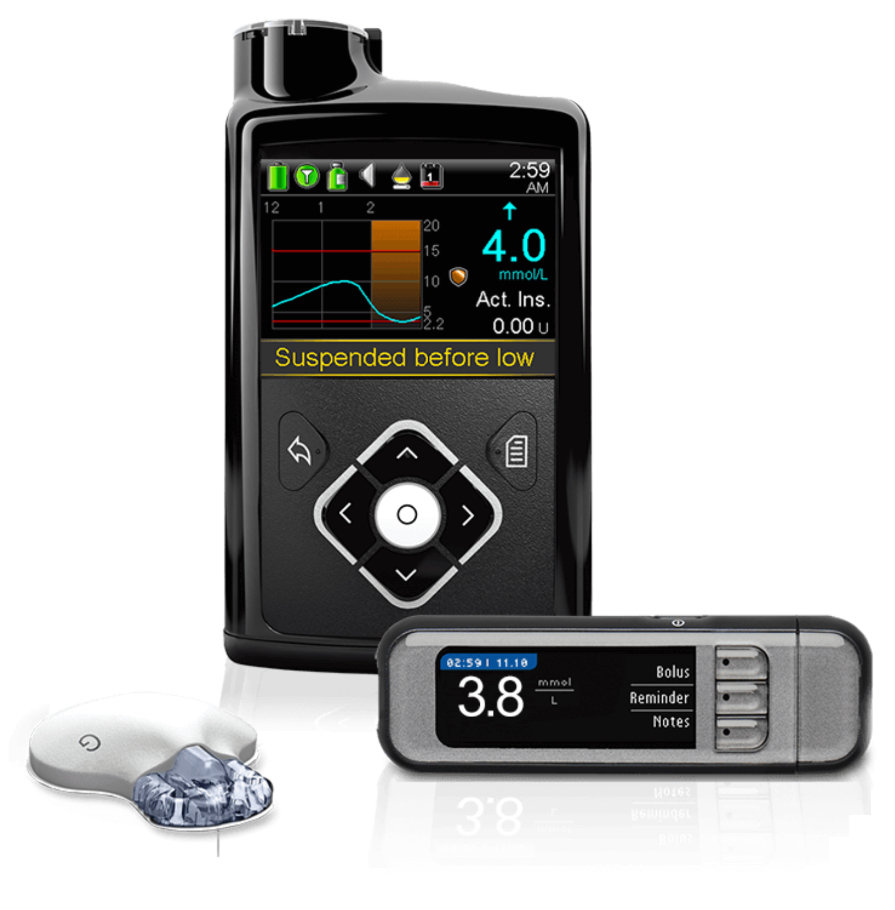 2:59
AM
12 1 2
20
15
10
5
2.2
4.0
mmol/L
Act. Ins.
0.00 U
Suspended before low
02:59 | 11.10
3.8 mmol
L
Bolus
Reminder
Notes
1